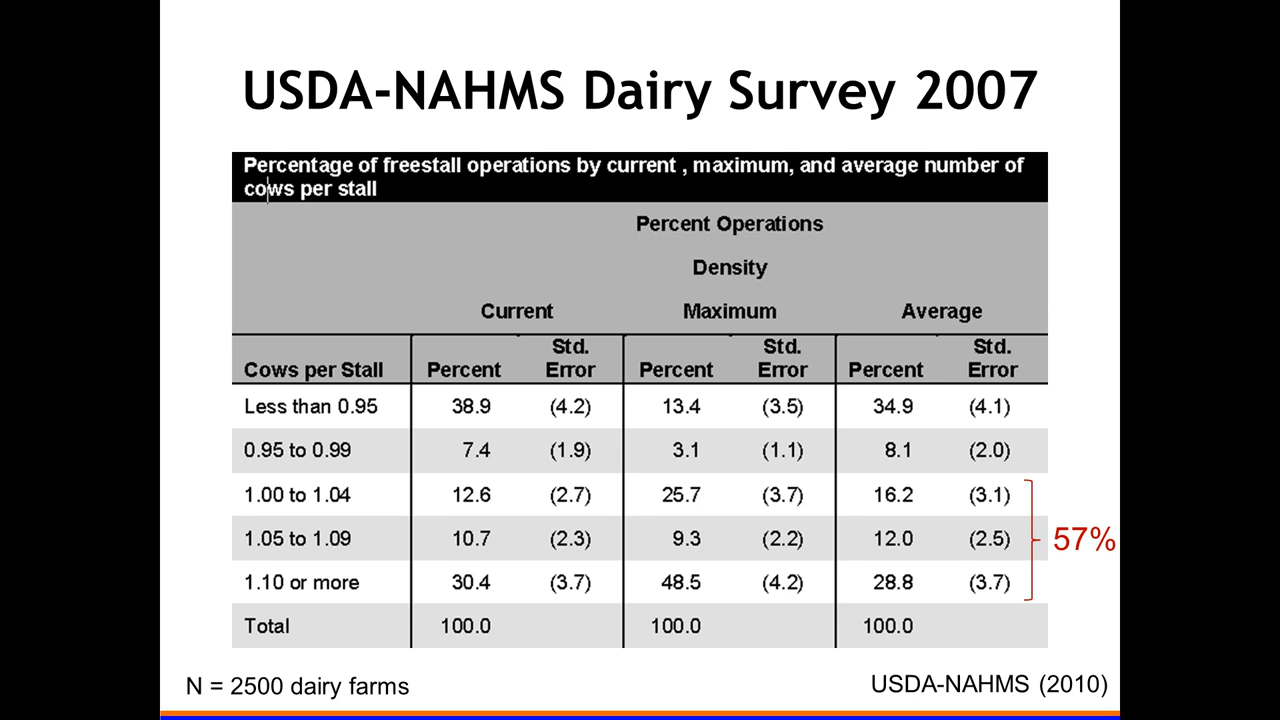 USDA-NAHMS Dairy Survey 2007
Percentage of freestall operations by current , maximum, and average number of
cows per stall
Percent Operations
Density
Current Maximum Average
Cows per Stall Percent Std. Error Percent Std. Error Percent Std. Error
Less than 0.95 38.9 (4.2) 13.4 (3.5) 34.9 (4.1)
0.95 to 0.99 7.4 (1.9) 3.1 (1.1) 8.1 (2.0)
1.00 to 1.04 12.6 (2.7) 25.7 (3.7) 16.2 (3.1)
1.05 to 1.09 10.7 (2.3) 9.3 (2.2) 12.0 (2.5) 57%
1.10 or more 30.4 (3.7) 48.5 (4.2) 28.8 (3.7)
Total 100.0 100.0 100.0
N = 2500 dairy farms USDA-NAHMS (2010)